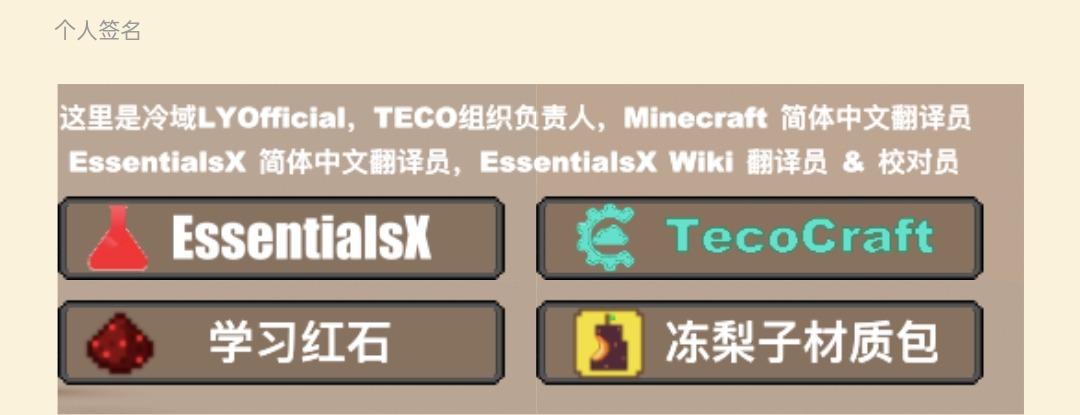 个人签名
这里是冷域LYOfficial，TECO组织负责人，Minecraft 简体中文翻译员
EssentialsX 简体中文翻译员，EssentialsX Wiki 翻译员 & 校对员
EssentialsX
TecoCraft
学习红石
冻梨子材质包